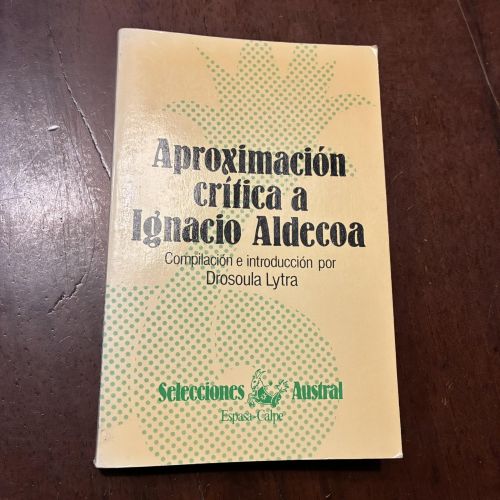 Aproximación
crítica a
Ignacio Aldecoa
Compilación e introducción por
Drosoula Lytra
Selecciones Austral
Espasa-Calpe